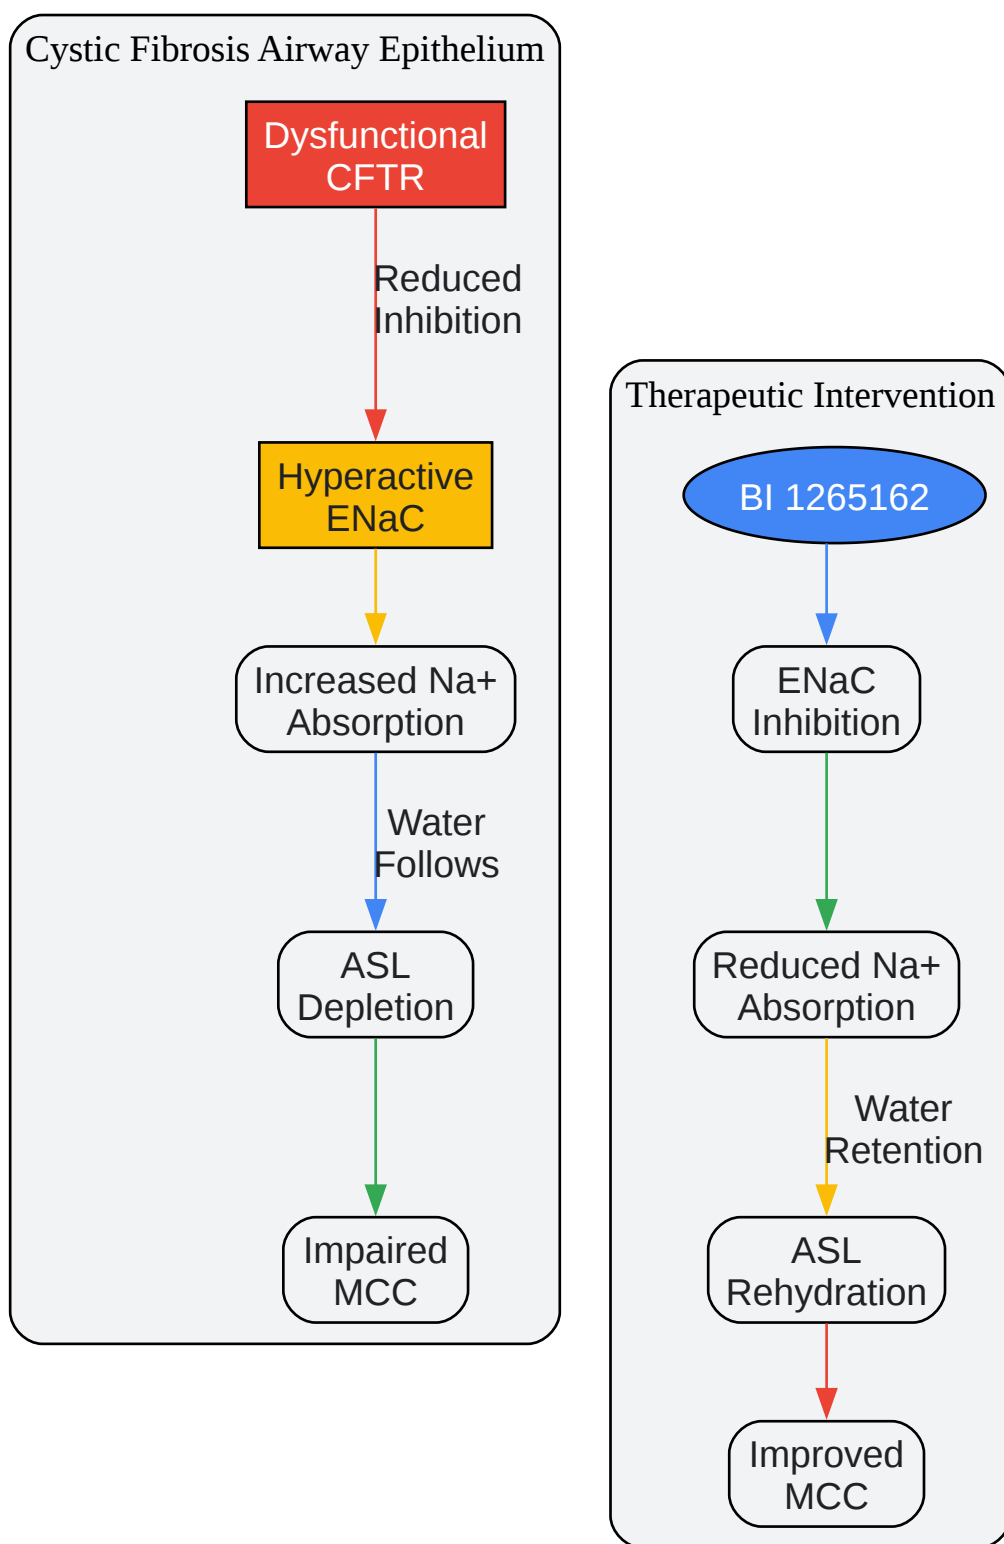 Cystic Fibrosis Airway Epithelium
Dysfunctional
CFTR
Reduced
Inhibition
Hyperactive
ENaC
Increased Na+
Absorption
Water
Follows
ASL
Depletion
Impaired
MCC
Therapeutic Intervention
BI 1265162
ENaC
Inhibition
Reduced Na+
Absorption
Water
Retention
ASL
Rehydration
Improved
MCC